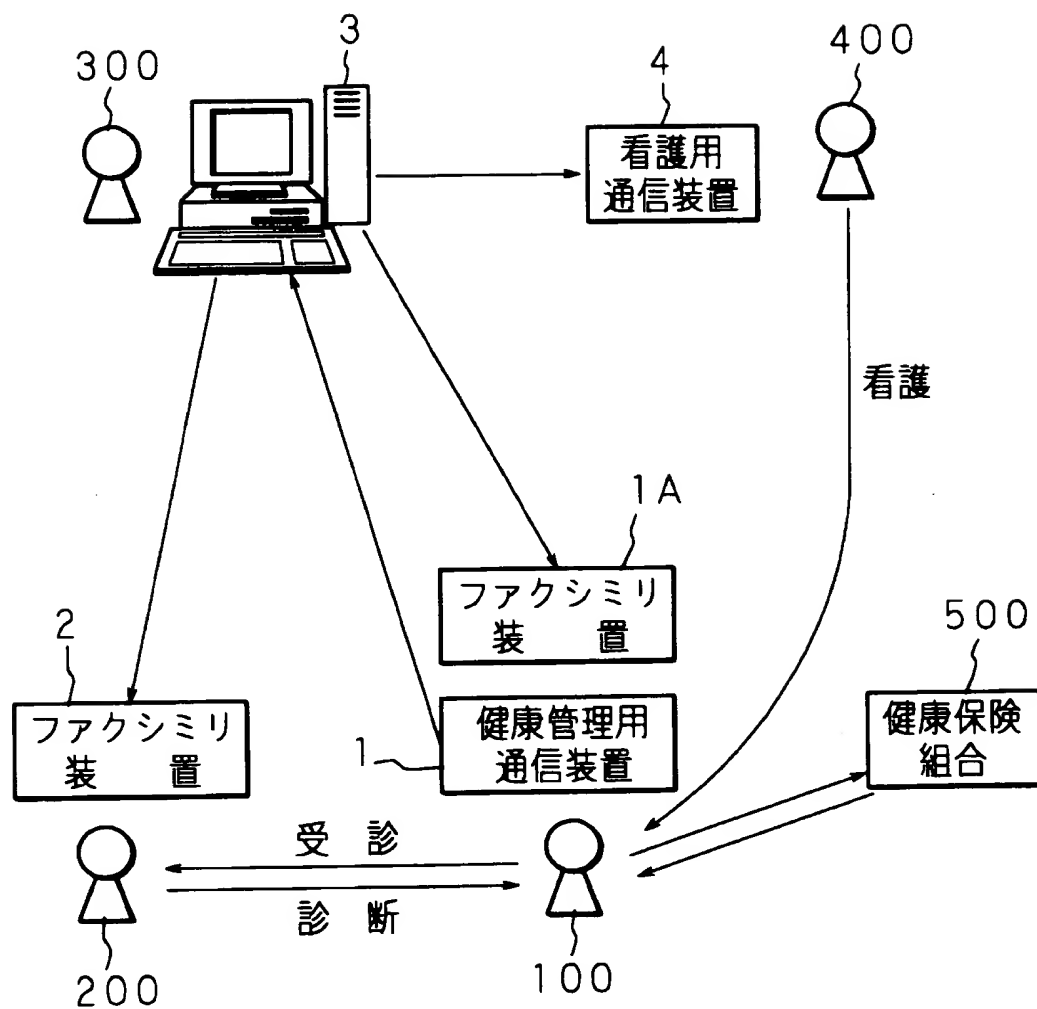 3
300
4
400
看護用
通信装置
看護
1A
ファクシミリ
装　置
2
500
ファクシミリ
装　置
1
健康管理用
通信装置
健康保険
組合
受 診
診 断
200
100